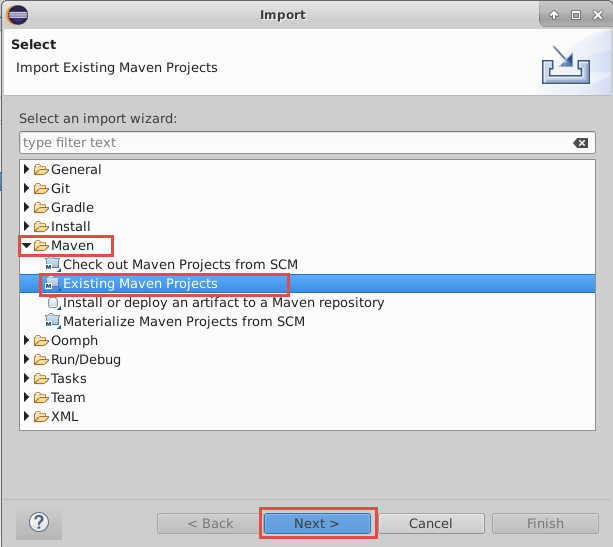 Import
Select
Import Existing Maven Projects
Select an import wizard:
type filter text
General
Git
Gradle
Install
Maven
Check out Maven Projects from SCM
Existing Maven Projects
Install or deploy an artifact to a Maven repository
Materialize Maven Projects from SCM
Oomph
Run/Debug
Tasks
Team
XML
? < Back Next > Cancel Finish